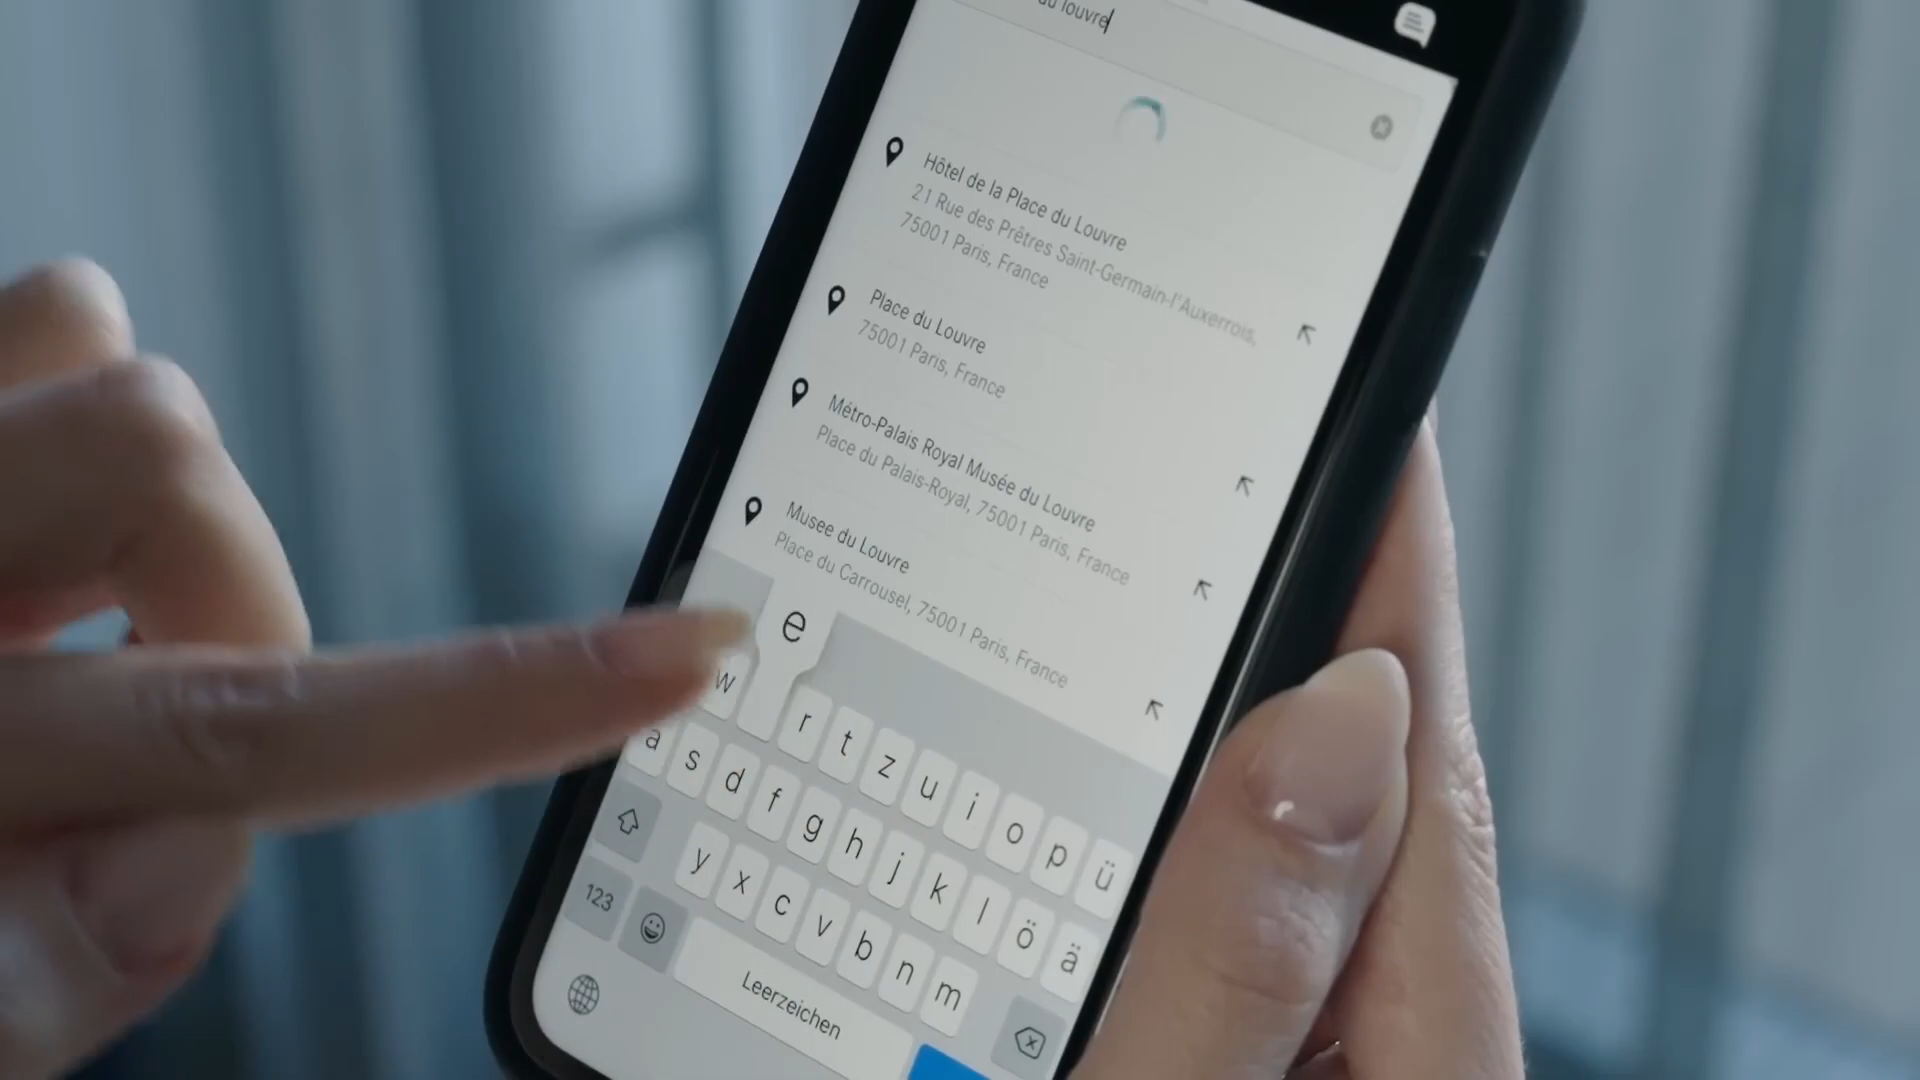 du louvre
Hôtel de la Place du Louvre
21 Rue des Prêtres Saint-Germain-l'Auxerrois,
75001 Paris, France
Place du Louvre
75001 Paris, France
Métro-Palais Royal Musée du Louvre
Place du Palais-Royal, 75001 Paris, France
Musee du Louvre
Place du Carrousel, 75001 Paris, France
e
w r t z u i o p ü
a s d f g h j k l ö ä
y x c v b n m
123
Leerzeichen